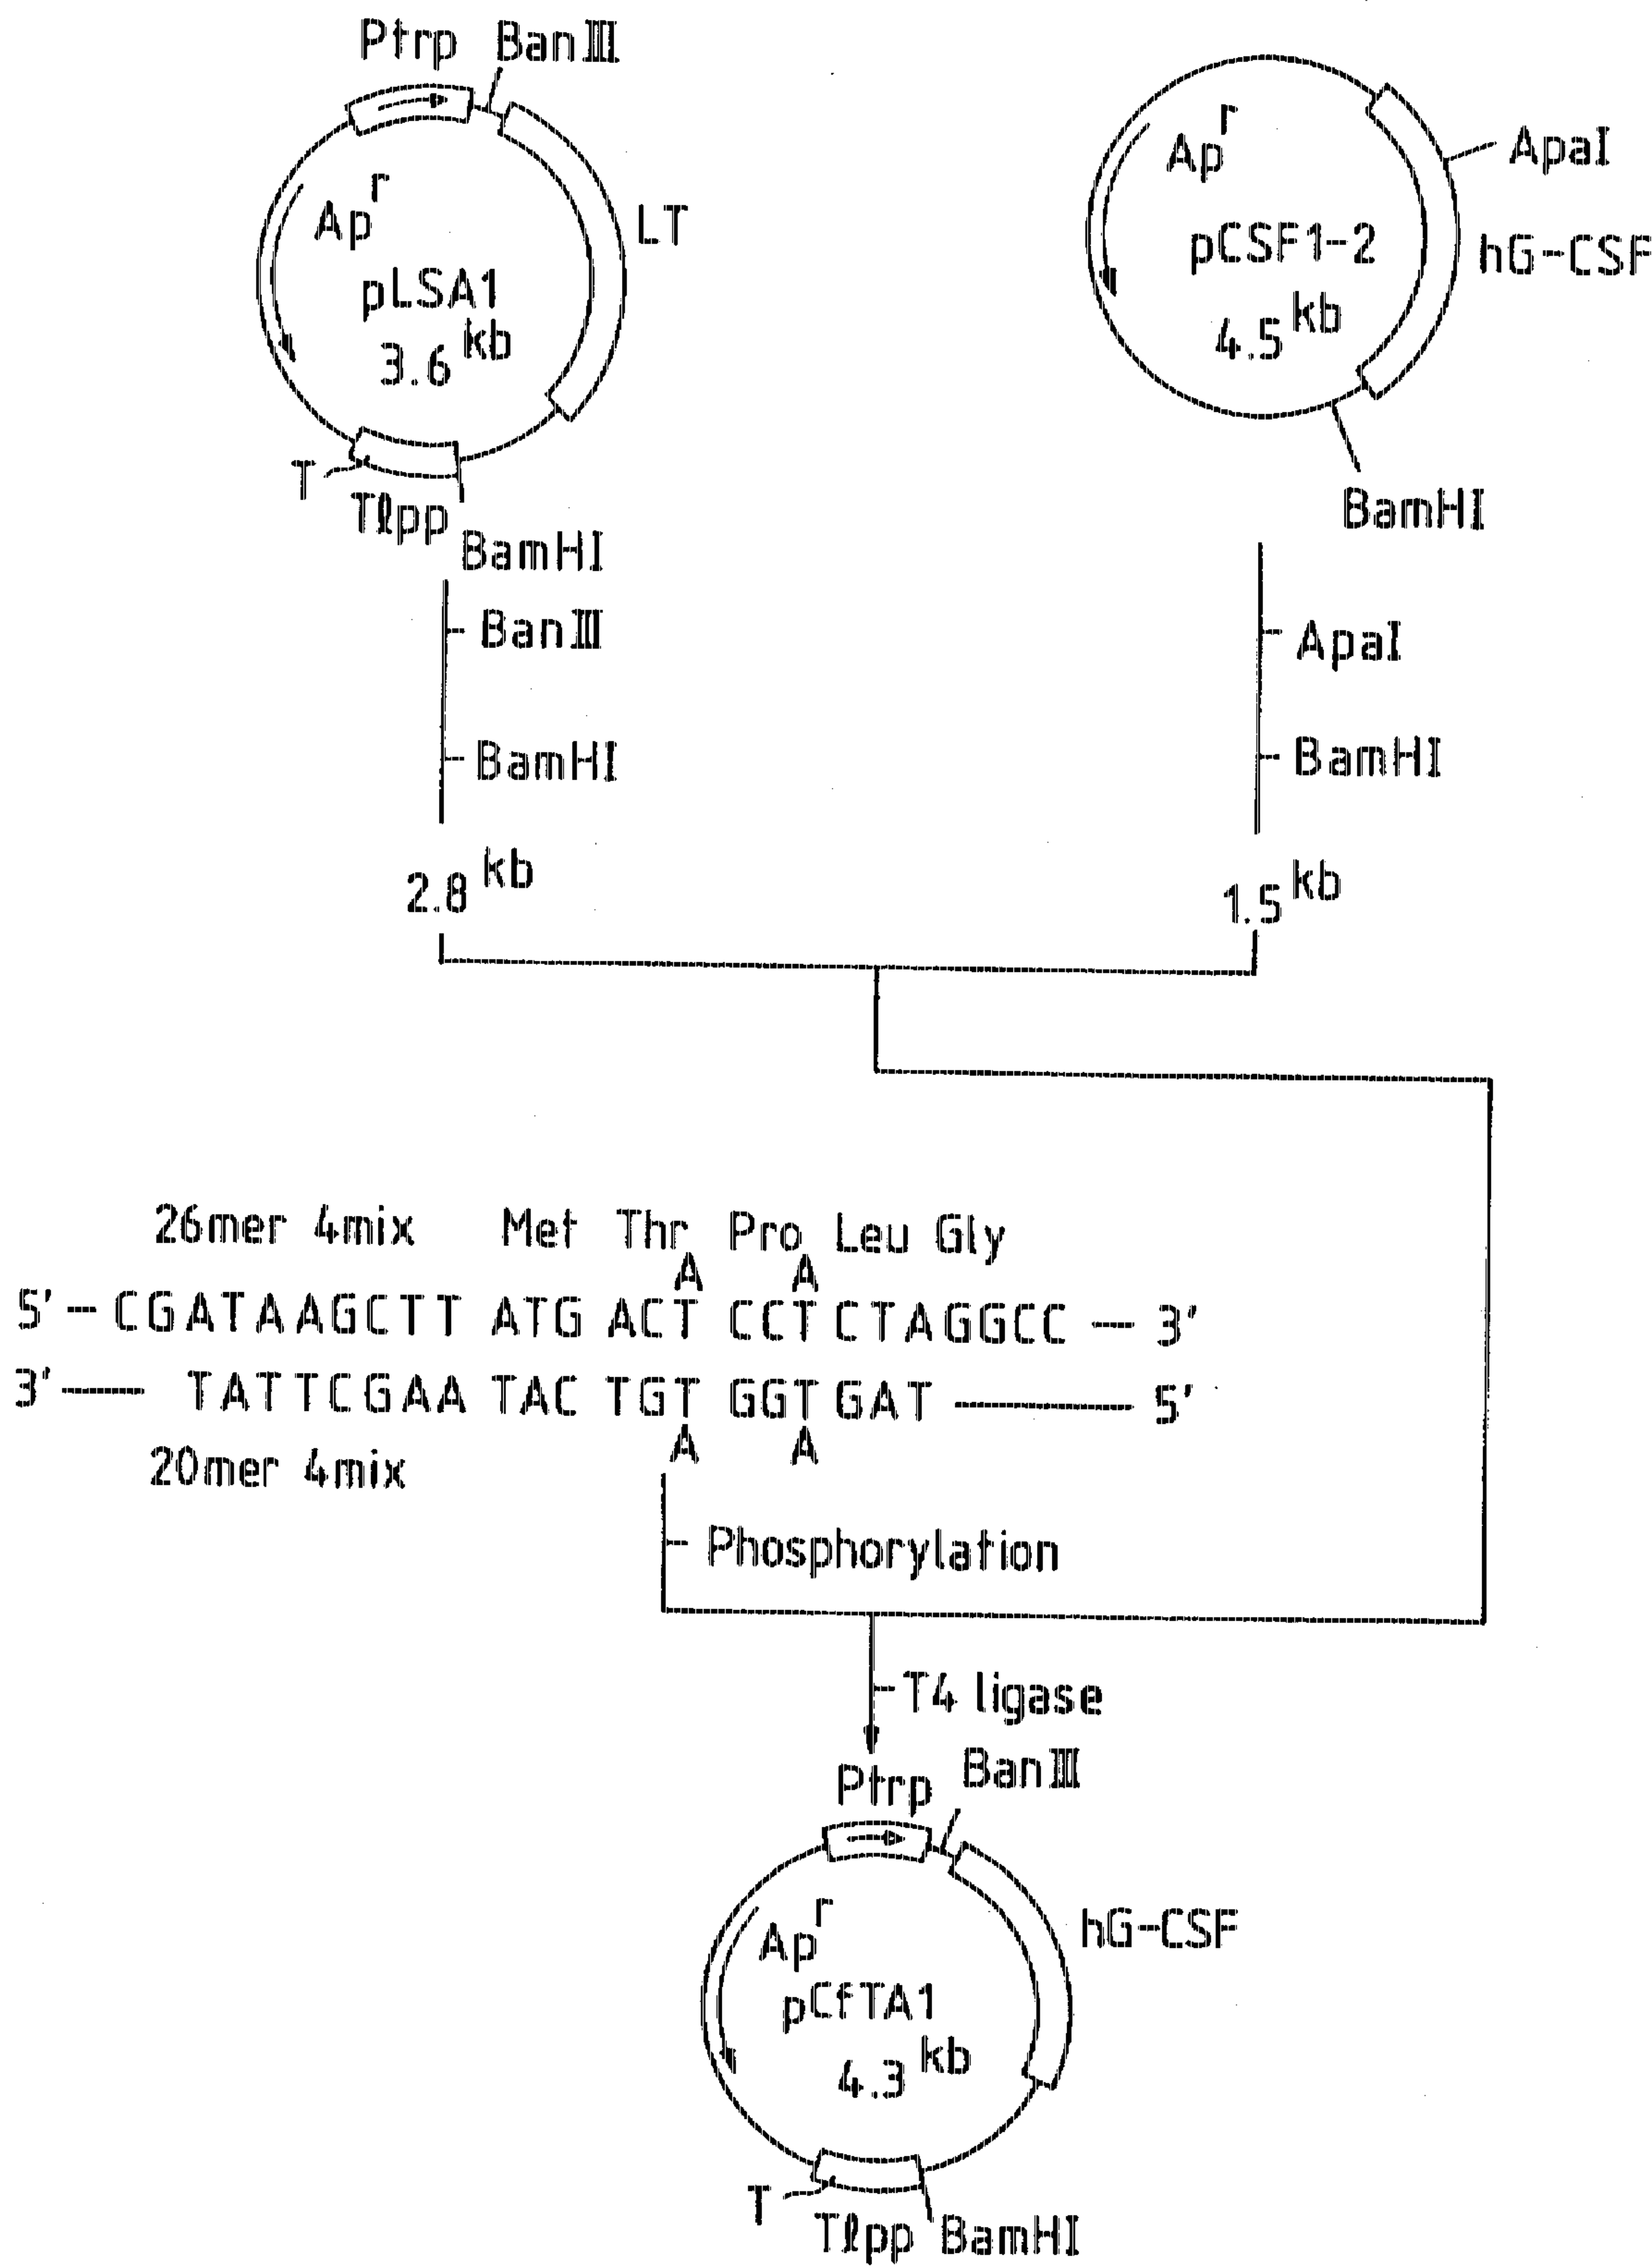 Ptrp BanIII
Ap^r
LT
pLSA1
3.6 kb
T
Tlpp
BamHI
BanIII
BamHI
2.8 kb
Ap^r
ApaI
pCSF1-2
hG-CSF
4.5 kb
BamHI
ApaI
BamHI
1.5 kb
26mer 4mix Met Thr Pro Leu Gly
A A
5'-CGATAAGCTT ATG ACT CCT CTAGGCC-3'
3'- TATTCGAA TAC TGT GGT GAT - 5'
A A
20mer 4mix
Phosphorylation
T4 ligase
Ptrp BanIII
Ap^r
hG-CSF
pCfTA1
4.3 kb
T
Tlpp BamHI